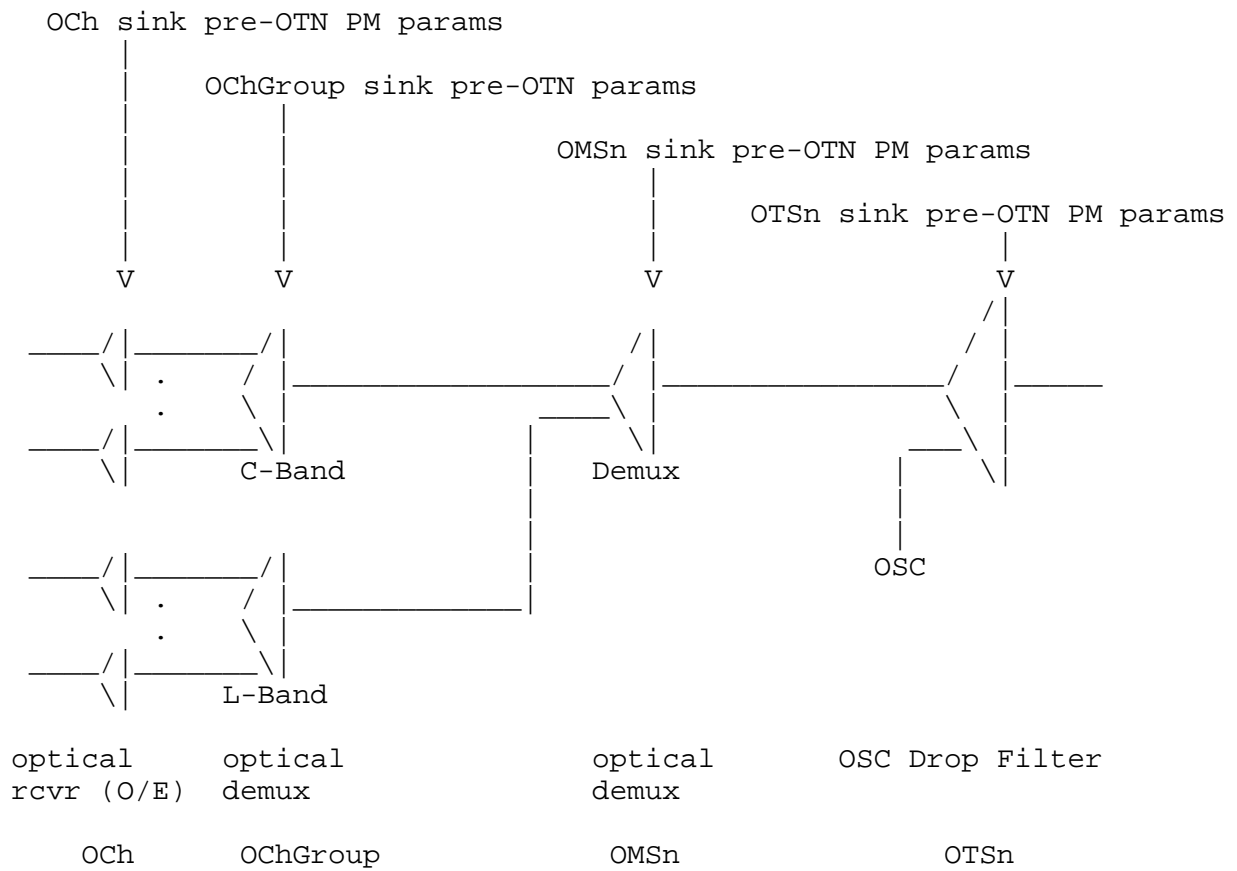 OCh sink pre-OTN PM params
OChGroup sink pre-OTN params
OMSn sink pre-OTN PM params
OTSn sink pre-OTN PM params
C-Band
Demux
OSC
L-Band
optical optical optical OSC Drop Filter
rcvr (O/E) demux demux
OCh OChGroup OMSn OTSn